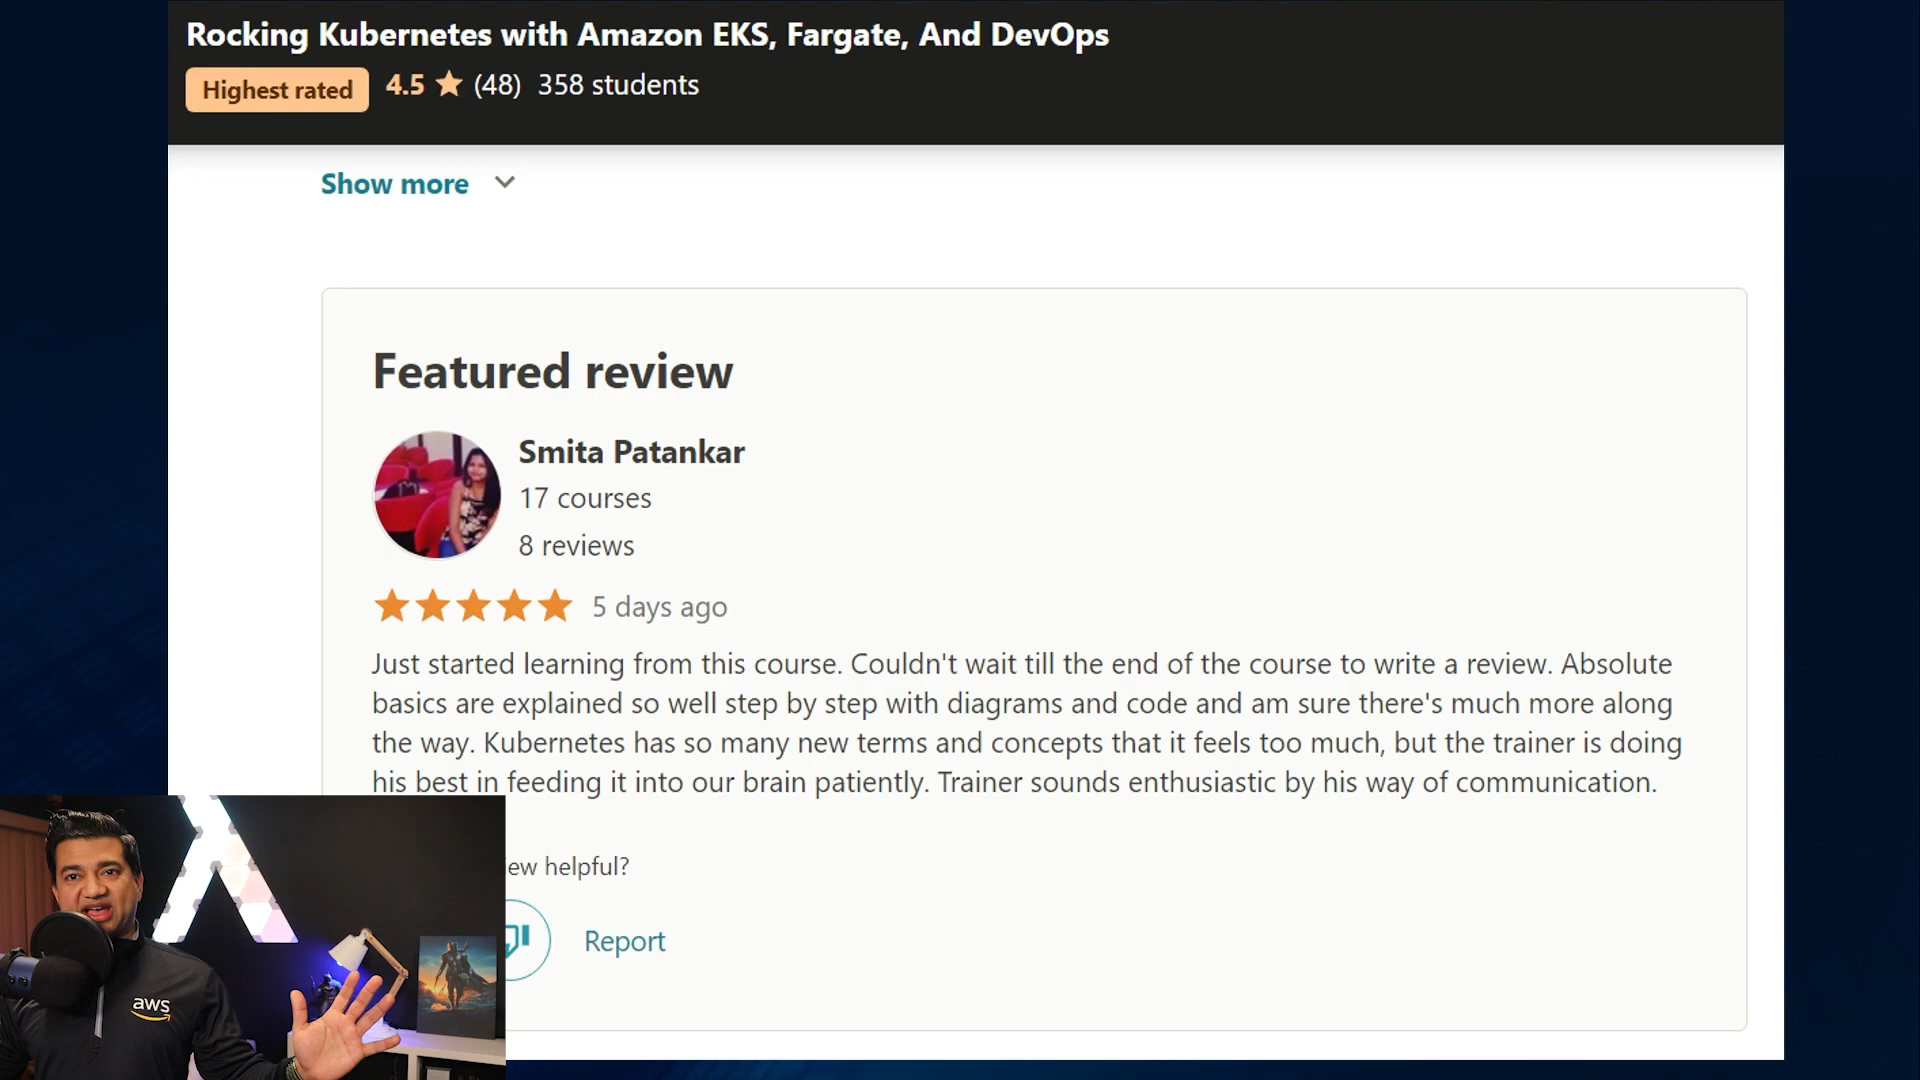 Rocking Kubernetes with Amazon EKS, Fargate, And DevOps
Highest rated 4.5 (48) 358 students
Show more
Featured review
Smita Patankar
17 courses
8 reviews
5 days ago
Just started learning from this course. Couldn't wait till the end of the course to write a review. Absolute
basics are explained so well step by step with diagrams and code and am sure there's much more along
the way. Kubernetes has so many new terms and concepts that it feels too much, but the trainer is doing
his best in feeding it into our brain patiently. Trainer sounds enthusiastic by his way of communication.
helpful?
Report
aws